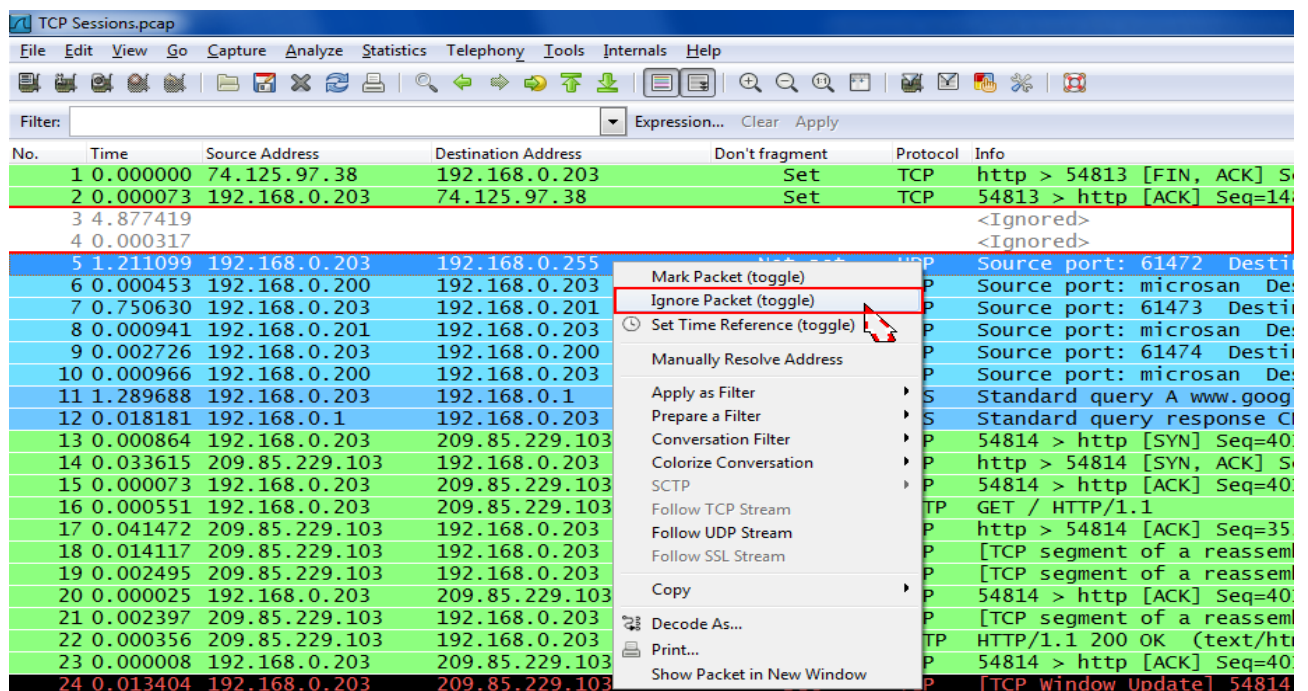 TCP Sessions.pcap
File Edit View Go Capture Analyze Statistics Telephony Tools Internals Help
Filter: Expression... Clear Apply
No. Time Source Address Destination Address Don't fragment Protocol Info
1 0.000000 74.125.97.38 192.168.0.203 Set TCP http > 54813 [FIN, ACK] S
2 0.000073 192.168.0.203 74.125.97.38 Set TCP 54813 > http [ACK] Seq=148
3 4.877419 <Ignored>
4 0.000317 <Ignored>
5 1.211099 192.168.0.203 192.168.0.255 Source port: 61472 Desti
6 0.000453 192.168.0.200 192.168.0.203 P Source port: microsan De
7 0.750630 192.168.0.203 192.168.0.201 P Source port: 61473 Desti
8 0.000941 192.168.0.201 192.168.0.203 P Source port: microsan De
9 0.002726 192.168.0.203 192.168.0.200 P Source port: 61474 Desti
10 0.000966 192.168.0.200 192.168.0.203 P Source port: microsan De
11 1.289688 192.168.0.203 192.168.0.1 S Standard query A www.goog
12 0.018181 192.168.0.1 192.168.0.203 S Standard query response C
13 0.000864 192.168.0.203 209.85.229.103 P 54814 > http [SYN] Seq=40
14 0.033615 209.85.229.103 192.168.0.203 P http > 54814 [SYN, ACK] S
15 0.000073 192.168.0.203 209.85.229.103 P 54814 > http [ACK] Seq=40
16 0.000551 192.168.0.203 209.85.229.103 TP GET / HTTP/1.1
17 0.041472 209.85.229.103 192.168.0.203 P http > 54814 [ACK] Seq=35
18 0.014117 209.85.229.103 192.168.0.203 P [TCP segment of a reassem
19 0.002495 209.85.229.103 192.168.0.203 P [TCP segment of a reassem
20 0.000025 192.168.0.203 209.85.229.103 P 54814 > http [ACK] Seq=40
21 0.002397 209.85.229.103 192.168.0.203 P [TCP segment of a reassem
22 0.000356 209.85.229.103 192.168.0.203 TP HTTP/1.1 200 OK (text/ht
23 0.000008 192.168.0.203 209.85.229.103 P 54814 > http [ACK] Seq=40
24 0.013404 192.168.0.203 209.85.229.103 P [TCP Window Update] 54814
Mark Packet (toggle)
Ignore Packet (toggle)
Set Time Reference (toggle)
Manually Resolve Address
Apply as Filter
Prepare a Filter
Conversation Filter
Colorize Conversation
SCTP
Follow TCP Stream
Follow UDP Stream
Follow SSL Stream
Copy
Decode As...
Print...
Show Packet in New Window